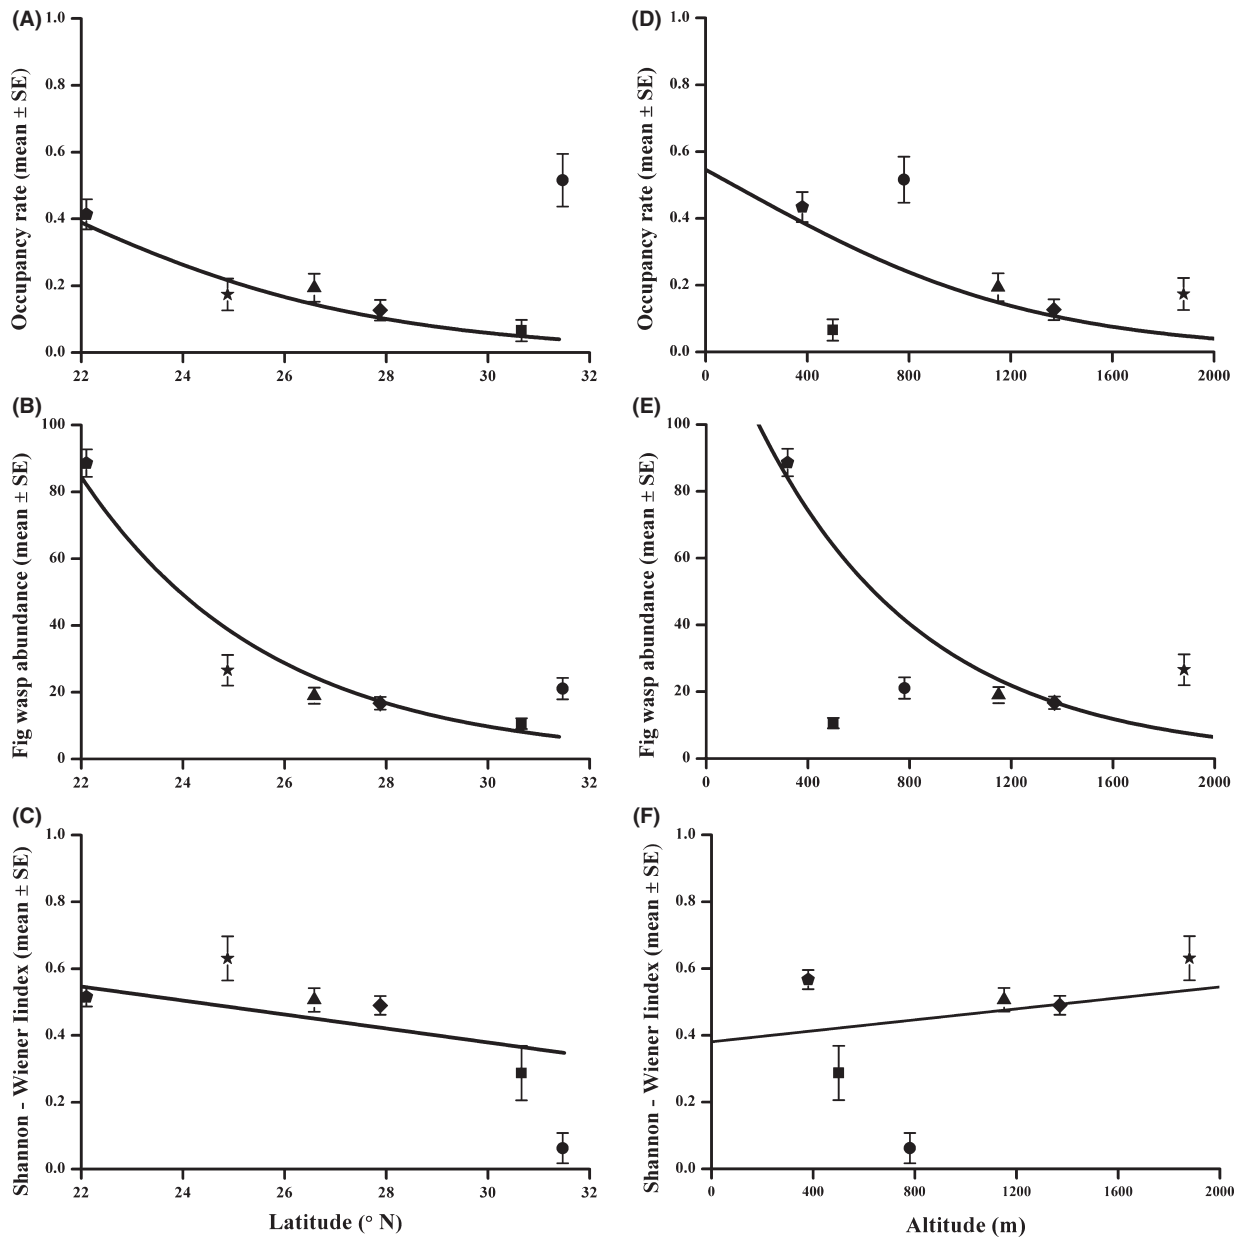 (A)
Occupancy rate (mean ± SE)
1.0
0.8
0.6
0.4
0.2
0.0
22 24 26 28 30 32
(D)
Occupancy rate (mean ± SE)
1.0
0.8
0.6
0.4
0.2
0.0
0 400 800 1200 1600 2000
(B)
Fig wasp abundance (mean ± SE)
100
80
60
40
20
0
22 24 26 28 30 32
(E)
Fig wasp abundance (mean ± SE)
100
80
60
40
20
0
0 400 800 1200 1600 2000
(C)
Shannon - Wiener Iindex (mean ± SE)
1.0
0.8
0.6
0.4
0.2
0.0
22 24 26 28 30 32
Latitude (° N)
(F)
Shannon - Wiener Iindex (mean ± SE)
1.0
0.8
0.6
0.4
0.2
0.0
0 400 800 1200 1600 2000
Altitude (m)